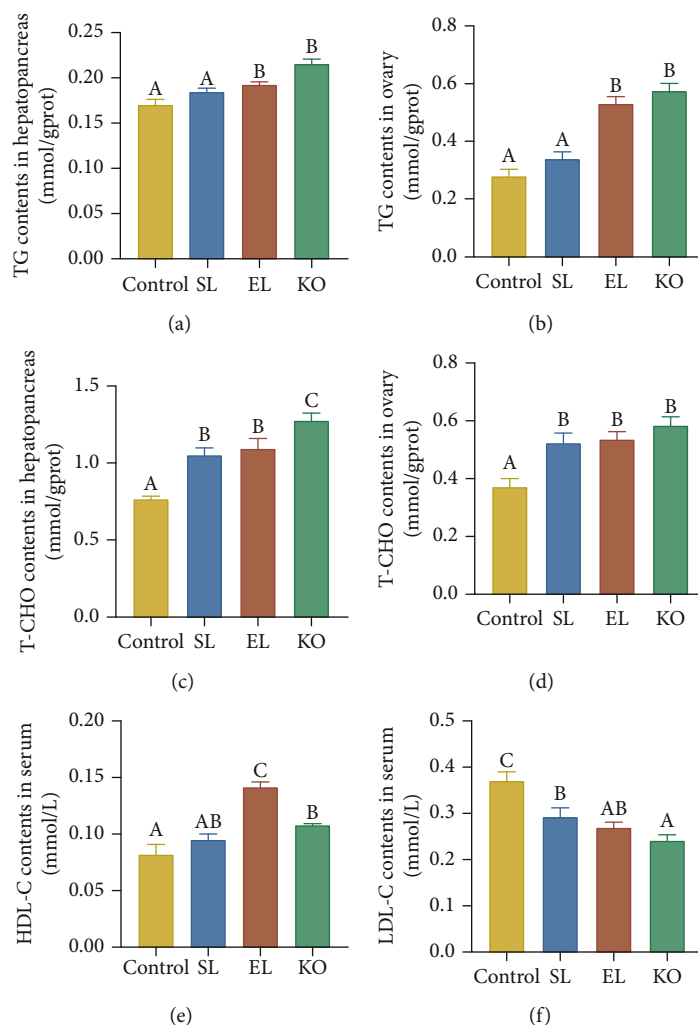 TG contents in hepatopancreas
(mmol/gprot)
0.25
0.20
0.15
0.10
0.25
0.00
A
A
B
B
Control SL EL KO
(a)
TG contents in ovary
(mmol/gprot)
0.8
0.6
0.4
0.2
0.0
A
A
B
B
Control SL EL KO
(b)
T-CHO contents in hepatopancreas
(mmol/gprot)
1.5
1.0
0.5
0.0
A
B
B
C
Control SL EL KO
(c)
T-CHO contents in ovary
(mmol/gprot)
0.8
0.6
0.4
0.2
0.0
A
B
B
B
Control SL EL KO
(d)
HDL-C contents in serum
(mmol/L)
0.20
0.15
0.10
0.05
0.00
A
AB
C
B
Control SL EL KO
(e)
LDL-C contents in serum
(mmol/L)
0.5
0.4
0.3
0.2
0.3
0.0
C
B
AB
A
Control SL EL KO
(f)